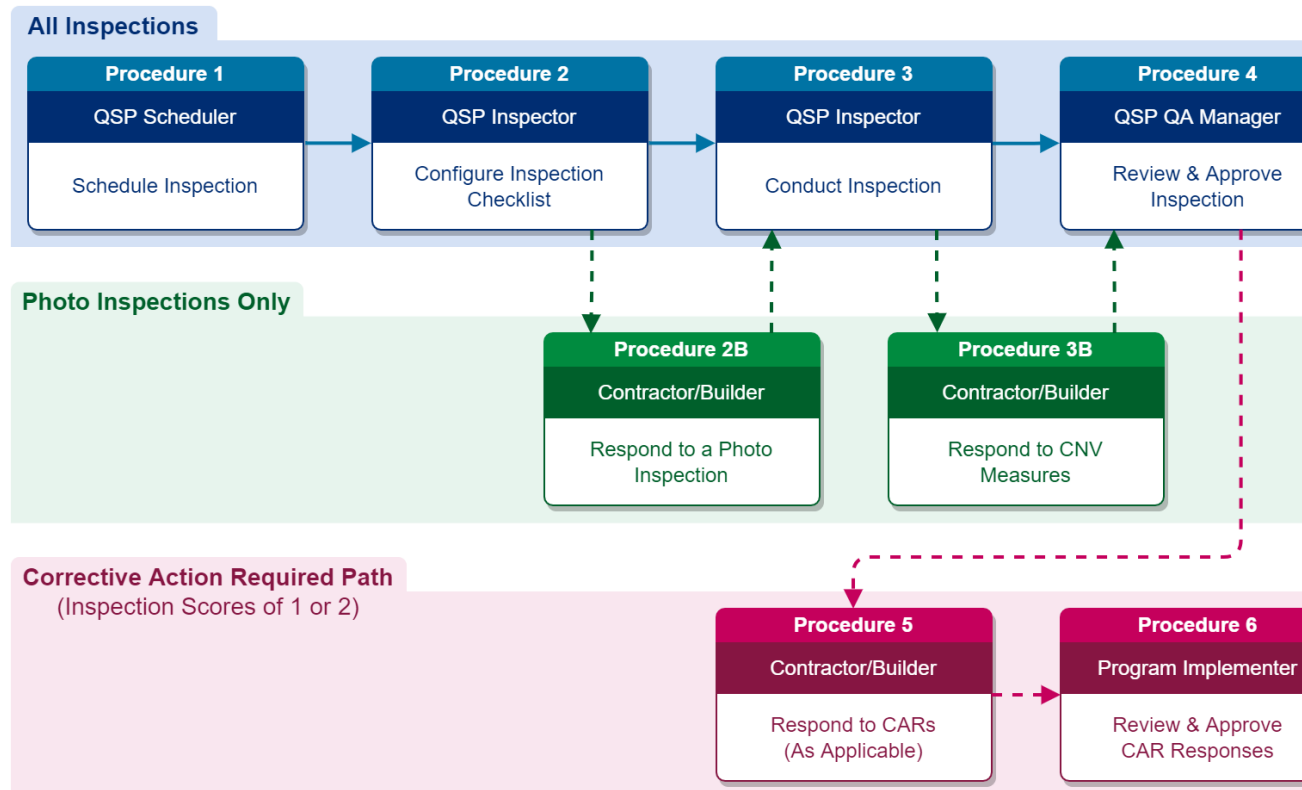 All Inspections
Procedure 1
QSP Scheduler
Schedule Inspection
Procedure 2
QSP Inspector
Configure Inspection
Checklist
Procedure 3
QSP Inspector
Conduct Inspection
Procedure 4
QSP QA Manager
Review & Approve
Inspection
Photo Inspections Only
Procedure 2B
Contractor/Builder
Respond to a Photo
Inspection
Procedure 3B
Contractor/Builder
Respond to CNV
Measures
Corrective Action Required Path
(Inspection Scores of 1 or 2)
Procedure 5
Contractor/Builder
Respond to CARs
(As Applicable)
Procedure 6
Program Implementer
Review & Approve
CAR Responses